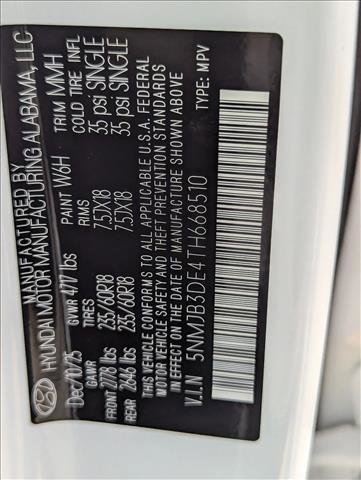 MANUFACTURED BY
HYUNDAI MOTOR MANUFACTURING ALABAMA, LLC
Dec/10/25 GVWR 4717 lbs PAINT W6H TRIM MMH
GAWR TIRES RIMS COLD TIRE INFL
FRONT 2778 lbs 235/60R18 7.5JX18 35 psi SINGLE
REAR 2646 lbs 235/60R18 7.5JX18 35 psi SINGLE
THIS VEHICLE CONFORMS TO ALL APPLICABLE U.S.A. FEDERAL
MOTOR VEHICLE SAFETY, BUMPER, AND THEFT PREVENTION
STANDARDS IN EFFECT ON THE DATE OF MANUFACTURE SHOWN ABOVE
V.I.N 5NMJB3DE4TH668510 TYPE: MPV